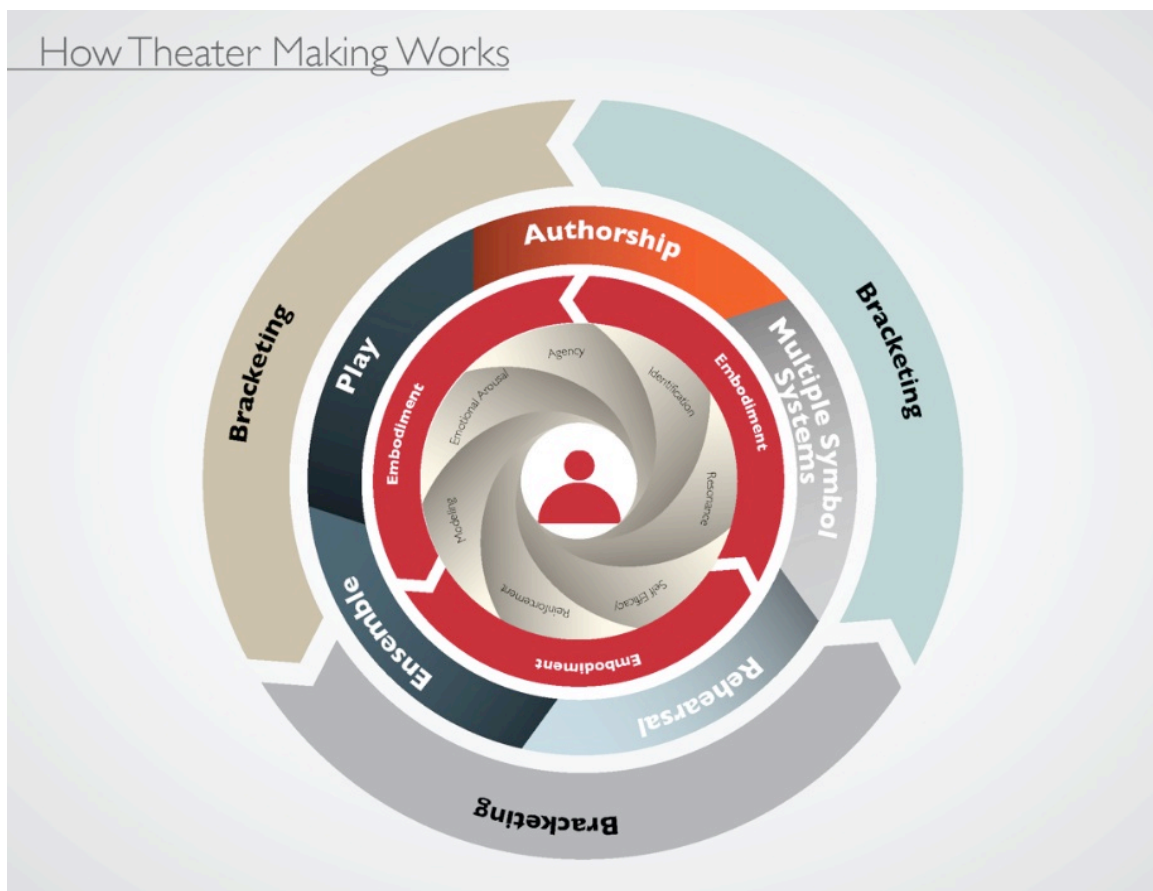 How Theater Making Works
Bracketing
Bracketing
Bracketing
Authorship
Multiple Symbol
Systems
Rehearsal
Ensemble
Play
Embodiment
Embodiment
Embodiment
Agency
Identification
Resonance
Self Efficacy
Reinforcement
Modeling
Emotional Arousal